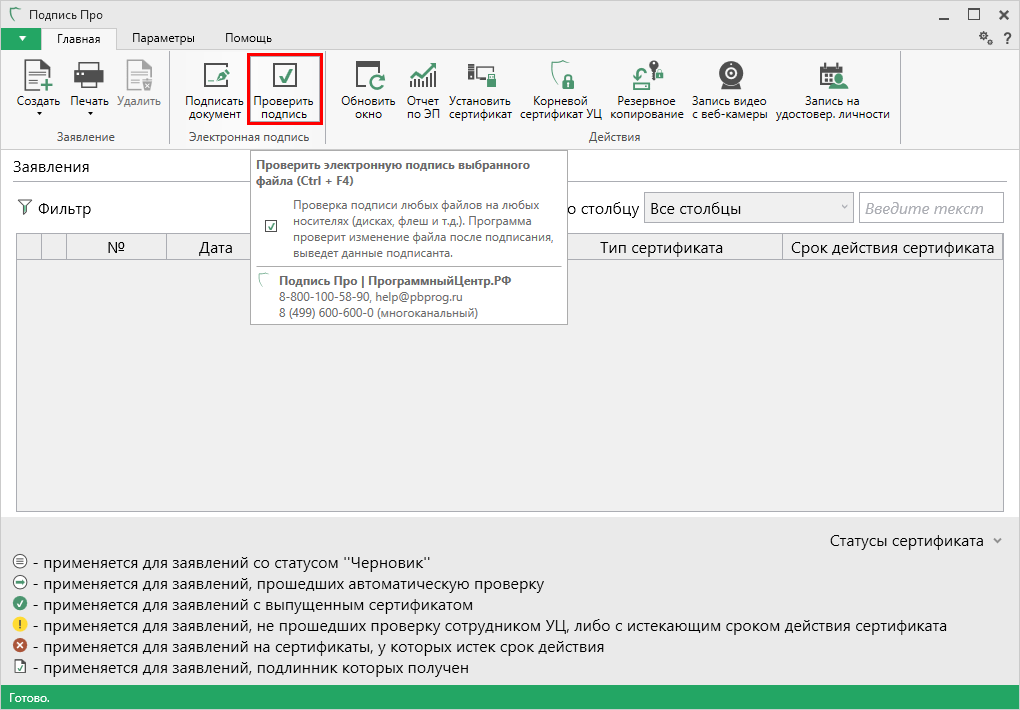 Подпись Про
Главная Параметры Помощь ?
Создать Печать Удалить Подписать документ Проверить подпись Обновить окно Отчет по ЭП Установить сертификат Корневой сертификат УЦ Резервное копирование Запись видео с веб-камеры Запись на удостовер. личности
Заявление Электронная подпись Действия
Заявления
Проверить электронную подпись выбранного
файла (Ctrl + F4)
Проверка подписи любых файлов на любых
носителях (дисках, флеш и т.д.). Программа
проверит изменение файла после подписания,
выведет данные подписанта.
Подпись Про | ПрограммныйЦентр.РФ
8-800-100-58-90, help@pbprog.ru
8 (499) 600-600-0 (многоканальный)
Фильтр о столбцу Все столбцы Введите текст
№ Дата Тип сертификата Срок действия сертификата
Статусы сертификата
- применяется для заявлений со статусом ''Черновик''
- применяется для заявлений, прошедших автоматическую проверку
- применяется для заявлений с выпущенным сертификатом
- применяется для заявлений, не прошедших проверку сотрудником УЦ, либо с истекающим сроком действия сертификата
- применяется для заявлений на сертификаты, у которых истек срок действия
- применяется для заявлений, подлинник которых получен
Готово.